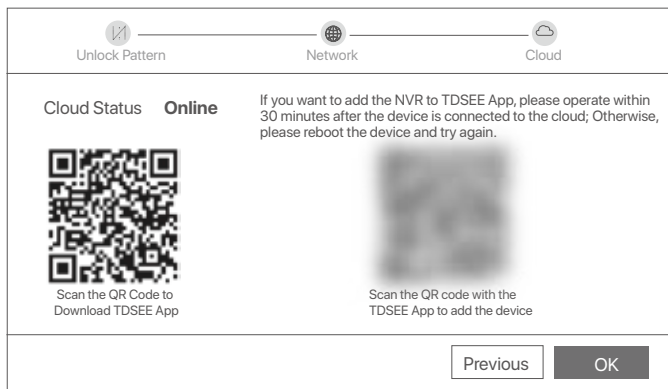 Unlock Pattern
Network
Cloud
Cloud Status Online
If you want to add the NVR to TDSEE App, please operate within
30 minutes after the device is connected to the cloud; Otherwise,
please reboot the device and try again.
Scan the QR Code to
Download TDSEE App
Scan the QR code with the
TDSEE App to add the device
Previous
OK